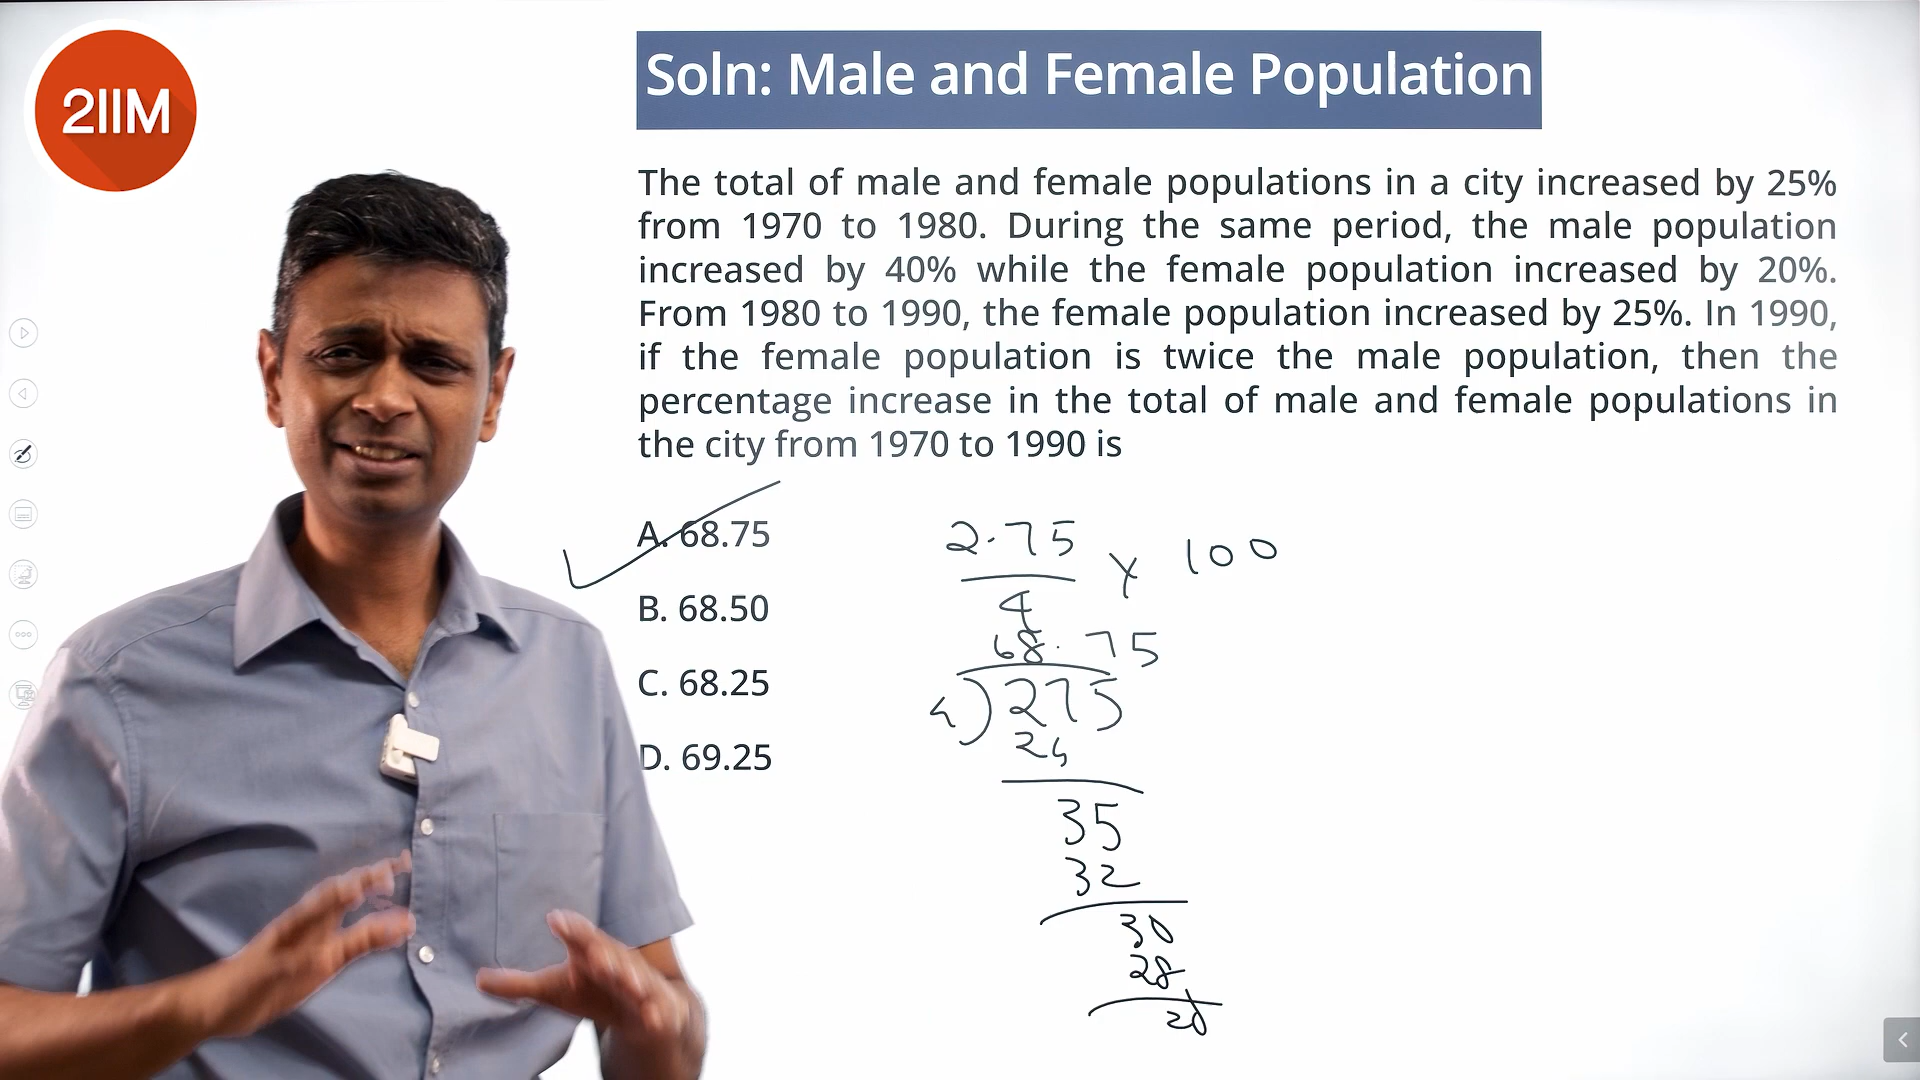 2IIM
Soln: Male and Female Population
The total of male and female populations in a city increased by 25%
from 1970 to 1980. During the same period, the male population
increased by 40% while the female population increased by 20%.
From 1980 to 1990, the female population increased by 25%. In 1990,
if the female population is twice the male population, then the
percentage increase in the total of male and female populations in
the city from 1970 to 1990 is
A. 68.75
B. 68.50
C. 68.25
D. 69.25
2.75 x 100
4
68.75
4)275
24
35
32
30
28
20